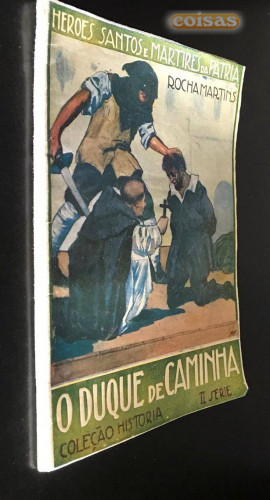 coisas
HEROES SANTOS E MARTIRES DA PATRIA
ROCHA MARTINS
O DUQUE DE CAMINHA
COLEÇÃO HISTORIA II SERIE